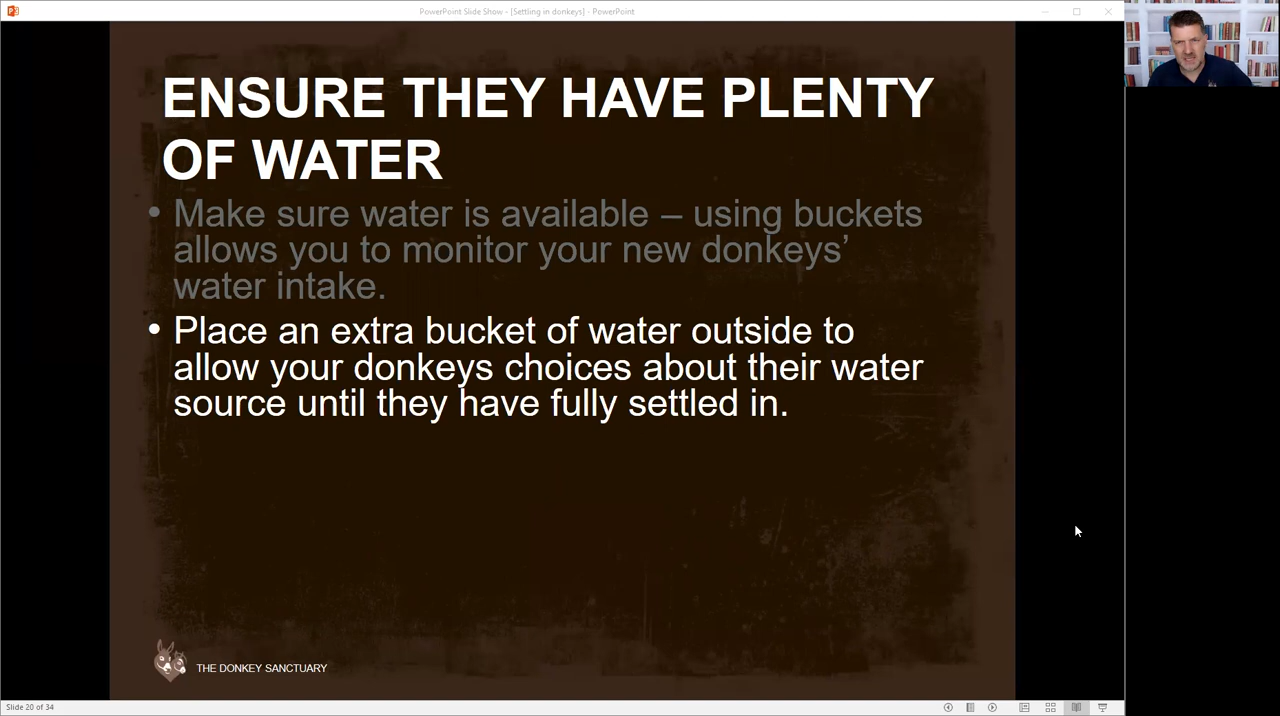 PowerPoint Slide Show - [Settling in donkeys] - PowerPoint
ENSURE THEY HAVE PLENTY
OF WATER
• Make sure water is available – using buckets
allows you to monitor your new donkeys’
water intake.
• Place an extra bucket of water outside to
allow your donkeys choices about their water
source until they have fully settled in.
THE DONKEY SANCTUARY
Slide 20 of 34